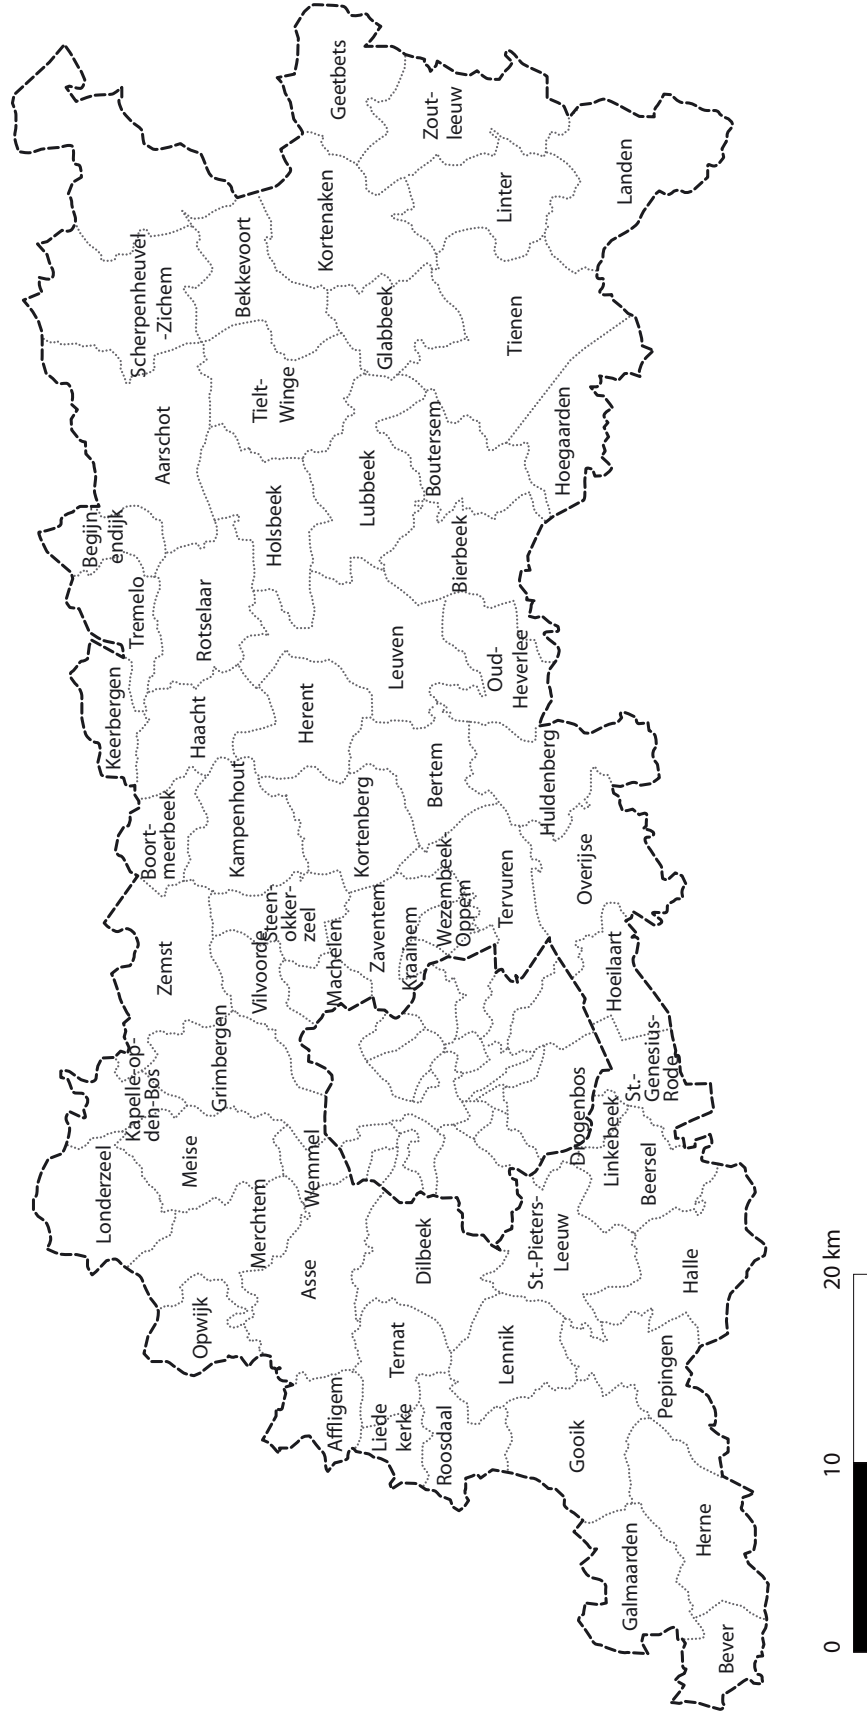 Geetbets
Zout-
leeuw
Landen
Linter
Kortenaken
Bekkevoort
Scherpenheuvel
-Zichem
Glabbeek
Tienen
Tielt-
Winge
Aarschot
Hoegaarden
Boutersem
Lubbeek
Holsbeek
Begijn-
endijk
Bierbeek
Tremelo
Rotselaar
Leuven
Oud-
Heverlee
Keerbergen
Haacht
Herent
Bertem
Huldenberg
Boort-
meerbeek
Kampenhout
Kortenberg
Wezembeek-
Oppem
Tervuren
Overijse
Steen-
okker-
zeel
Zaventem
Kraainem
Machelen
Vilvoorde
Zemst
Hoeilaart
Grimbergen
Kapelle-op-
den-Bos
St.-
Genesius-
Rode
Drogenbos
Linkebeek
Beersel
Meise
Londerzeel
Wemmel
Merchtem
Asse
Dilbeek
St.-Pieters-
Leeuw
Halle
Opwijk
Ternat
Lennik
Pepingen
Affligem
Liede
kerke
Roosdaal
Gooik
Herne
Galmaarden
Bever
0
10
20 km